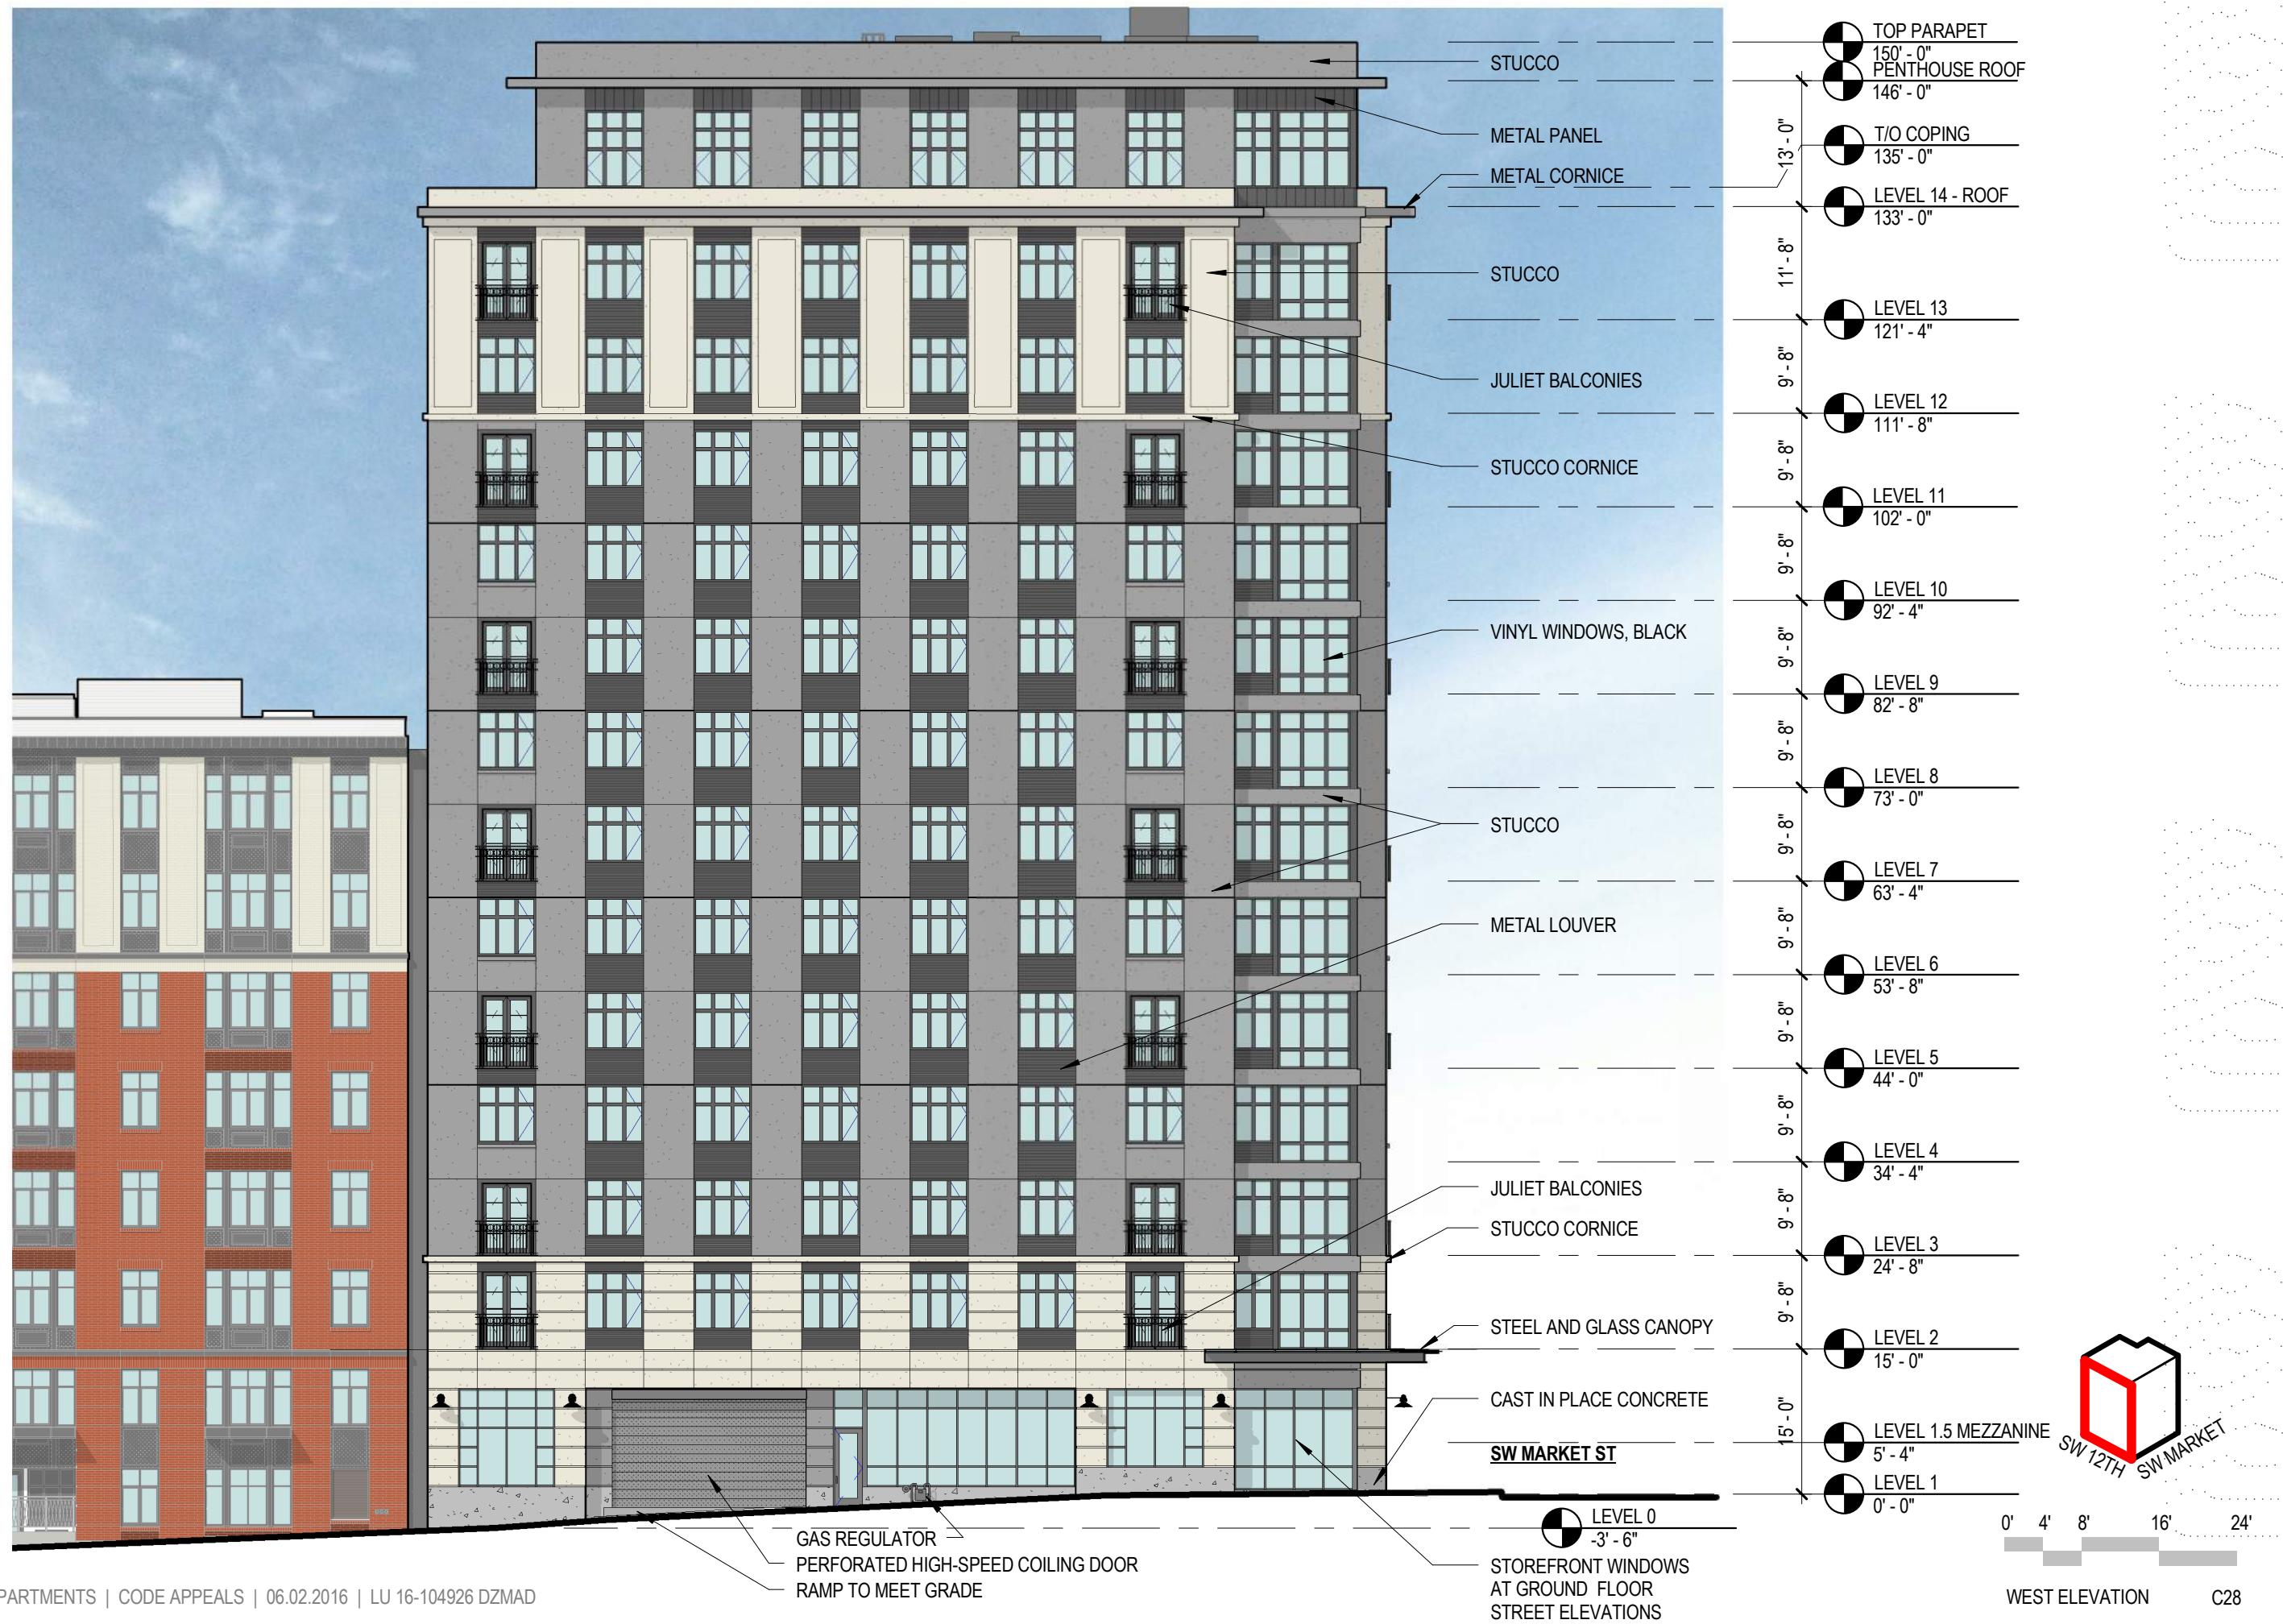 STUCCO
METAL PANEL
METAL CORNICE
STUCCO
JULIET BALCONIES
STUCCO CORNICE
VINYL WINDOWS, BLACK
STUCCO
METAL LOUVER
JULIET BALCONIES
STUCCO CORNICE
STEEL AND GLASS CANOPY
CAST IN PLACE CONCRETE
SW MARKET ST
GAS REGULATOR
PERFORATED HIGH-SPEED COILING DOOR
RAMP TO MEET GRADE
LEVEL 0
-3' - 6"
STOREFRONT WINDOWS
AT GROUND FLOOR
STREET ELEVATIONS
13' - 0"
11' - 8"
9' - 8"
9' - 8"
9' - 8"
9' - 8"
9' - 8"
9' - 8"
9' - 8"
9' - 8"
9' - 8"
9' - 8"
9' - 8"
15' - 0"
TOP PARAPET
150' - 0"
PENTHOUSE ROOF
146' - 0"
T/O COPING
135' - 0"
LEVEL 14 - ROOF
133' - 0"
LEVEL 13
121' - 4"
LEVEL 12
111' - 8"
LEVEL 11
102' - 0"
LEVEL 10
92' - 4"
LEVEL 9
82' - 8"
LEVEL 8
73' - 0"
LEVEL 7
63' - 4"
LEVEL 6
53' - 8"
LEVEL 5
44' - 0"
LEVEL 4
34' - 4"
LEVEL 3
24' - 8"
LEVEL 2
15' - 0"
LEVEL 1.5 MEZZANINE
5' - 4"
LEVEL 1
0' - 0"
SW 12TH
SW MARKET
0' 4' 8' 16' 24'
WEST ELEVATION C28
PARTMENTS | CODE APPEALS | 06.02.2016 | LU 16-104926 DZMAD